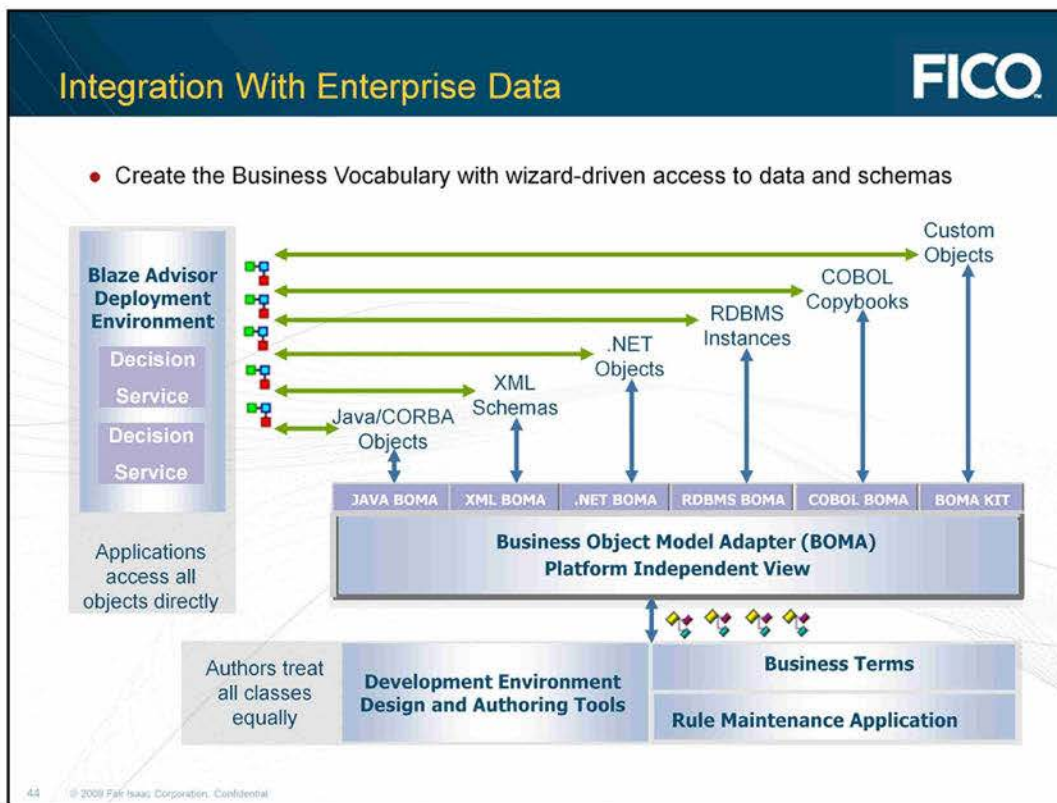 Integration With Enterprise Data
FICO™
• Create the Business Vocabulary with wizard-driven access to data and schemas
Blaze Advisor
Deployment
Environment
Decision
Service
Decision
Service
Applications
access all
objects directly
Custom
Objects
COBOL
Copybooks
RDBMS
Instances
.NET
Objects
XML
Schemas
Java/CORBA
Objects
JAVA BOMA
XML BOMA
.NET BOMA
RDBMS BOMA
COBOL BOMA
BOMA KIT
Business Object Model Adapter (BOMA)
Platform Independent View
Authors treat
all classes
equally
Development Environment
Design and Authoring Tools
Business Terms
Rule Maintenance Application
44
© 2009 Fair Isaac Corporation. Confidential